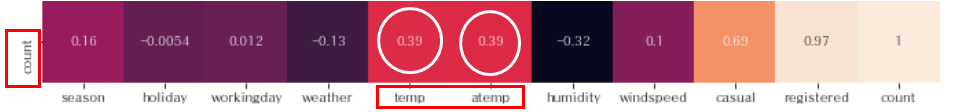 count
0.16 −0.0054 0.012 −0.13 0.39 0.39 −0.32 0.1 0.69 0.97 1
season holiday workingday weather temp atemp humidity windspeed casual registered count